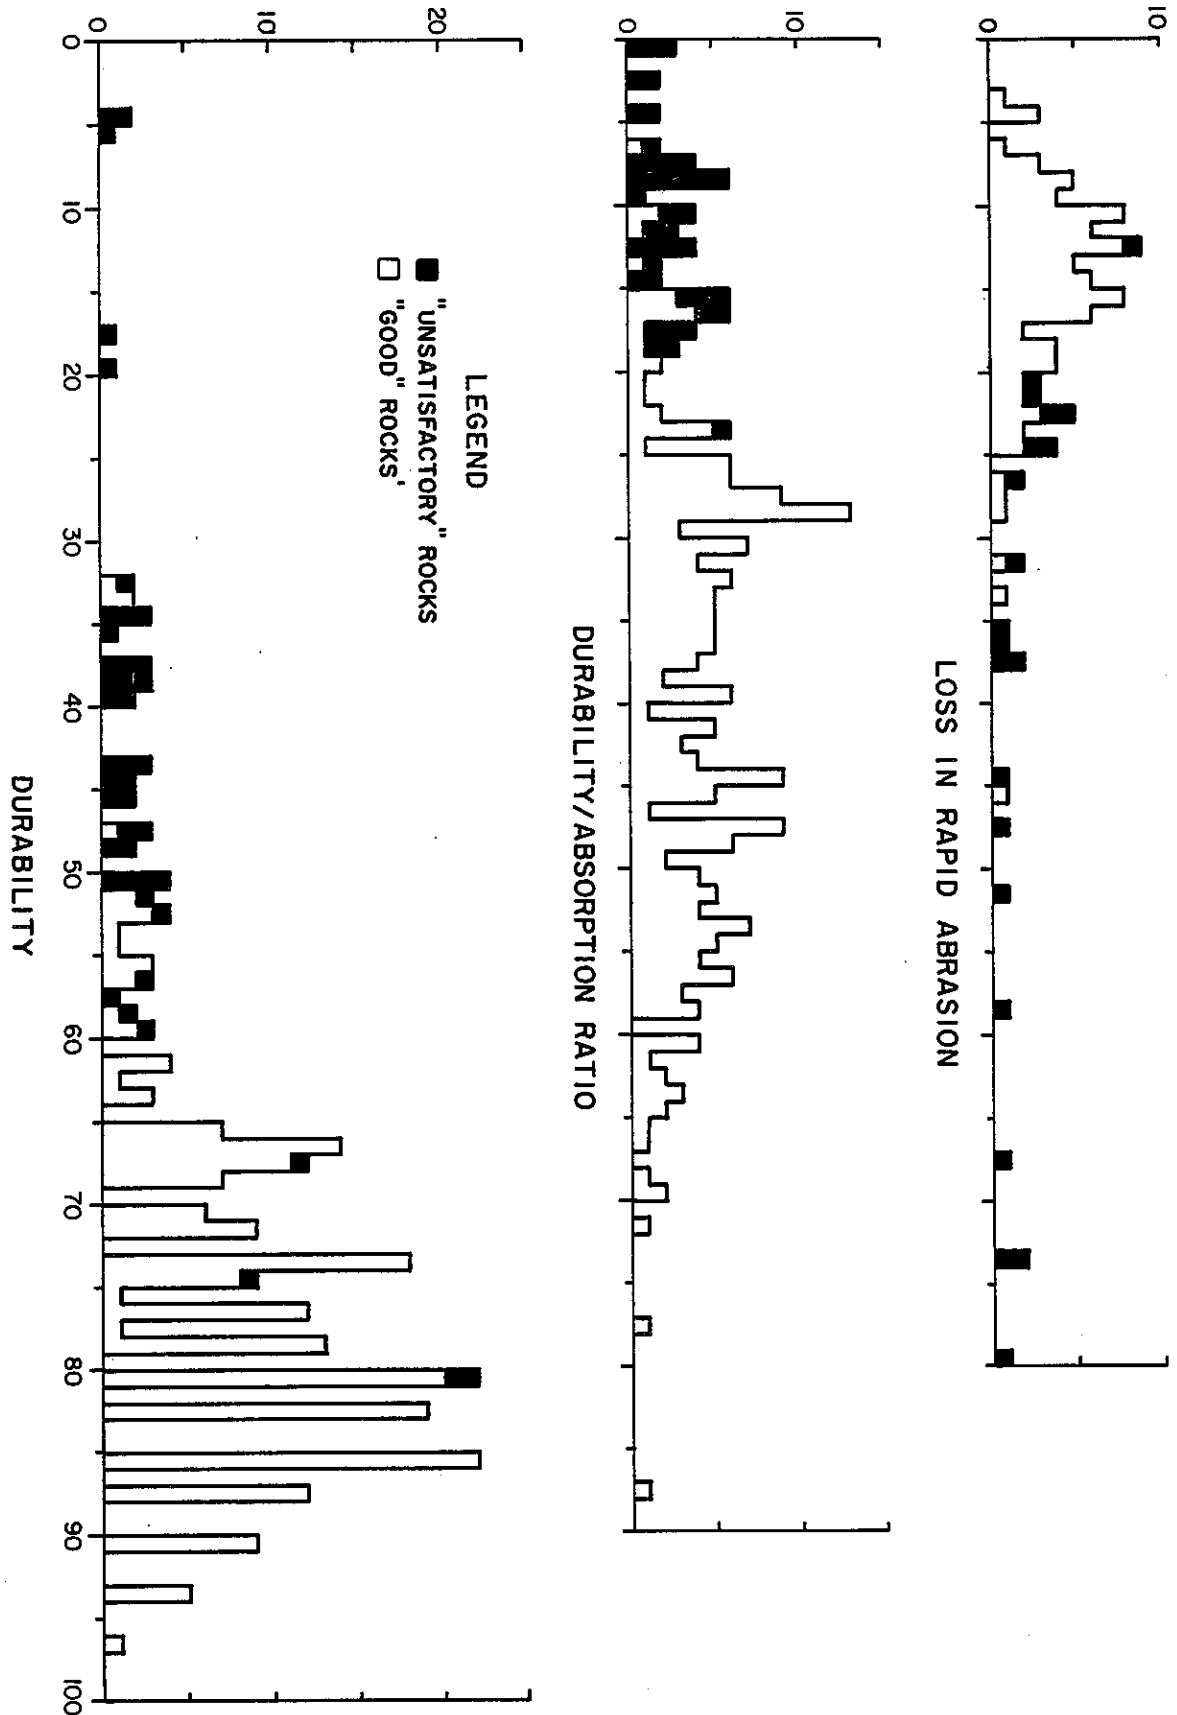 10
0
LOSS IN RAPID ABRASION
10
0
DURABILITY/ABSORPTION RATIO
20
10
0
LEGEND
"UNSATISFACTORY" ROCKS
"GOOD" ROCKS'
0 10 20 30 40 50 60 70 80 90 100
DURABILITY